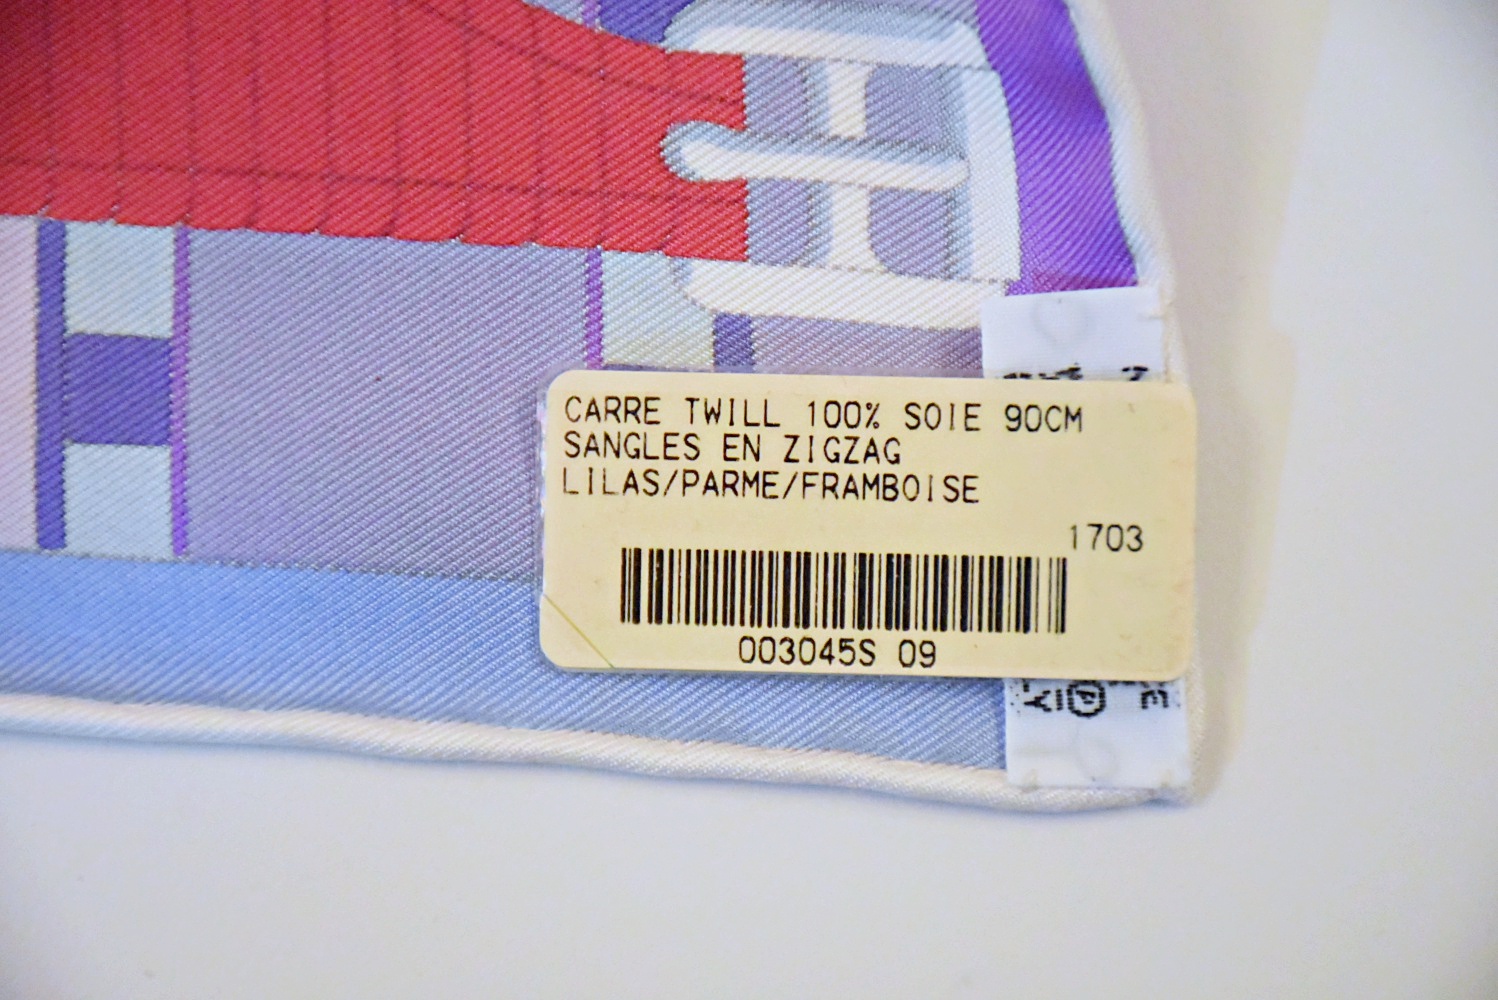 CARRE TWILL 100% SOIE 90CM
SANGLES EN ZIGZAG
LILAS/PARME/FRAMBOISE
1703
003045S 09